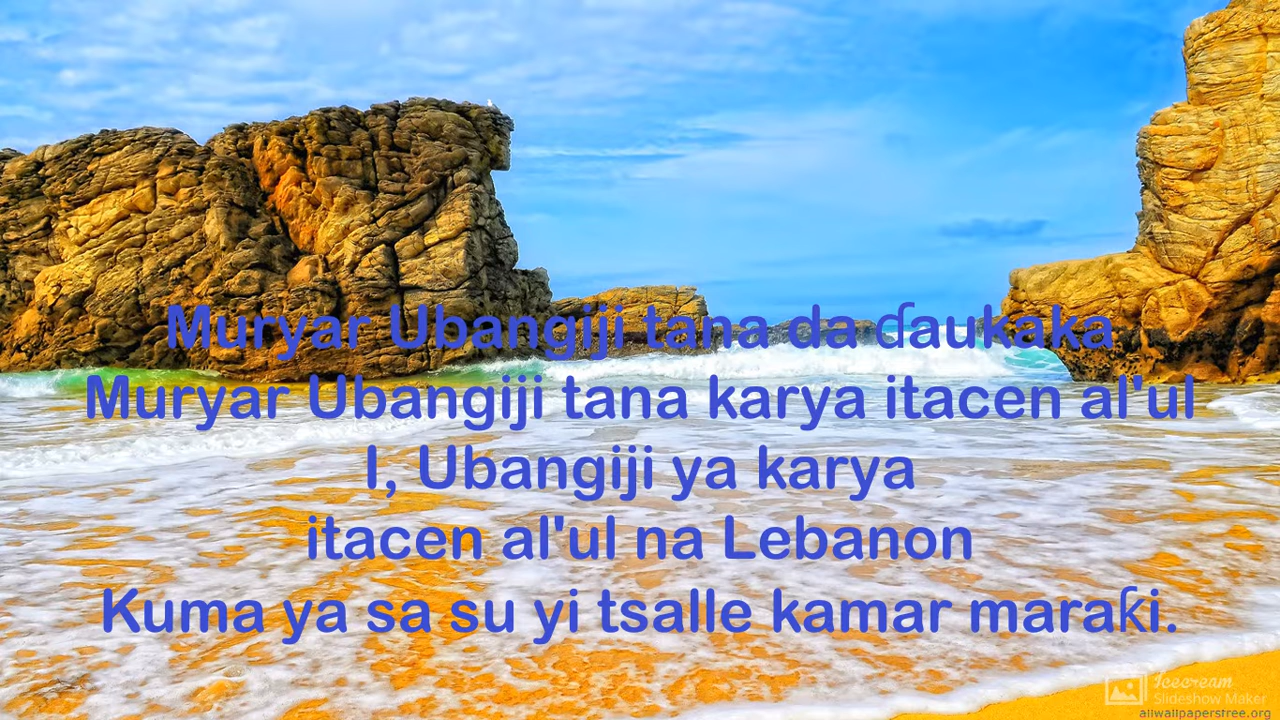 Muryar Ubangiji tana da ɗaukaka
Muryar Ubangiji tana karya itacen al'ul
I, Ubangiji ya karya
itacen al'ul na Lebanon
Kuma ya sa su yi tsalle kamar maraƙi.
Icecream
Slideshow Maker
allwallpaperstree.org